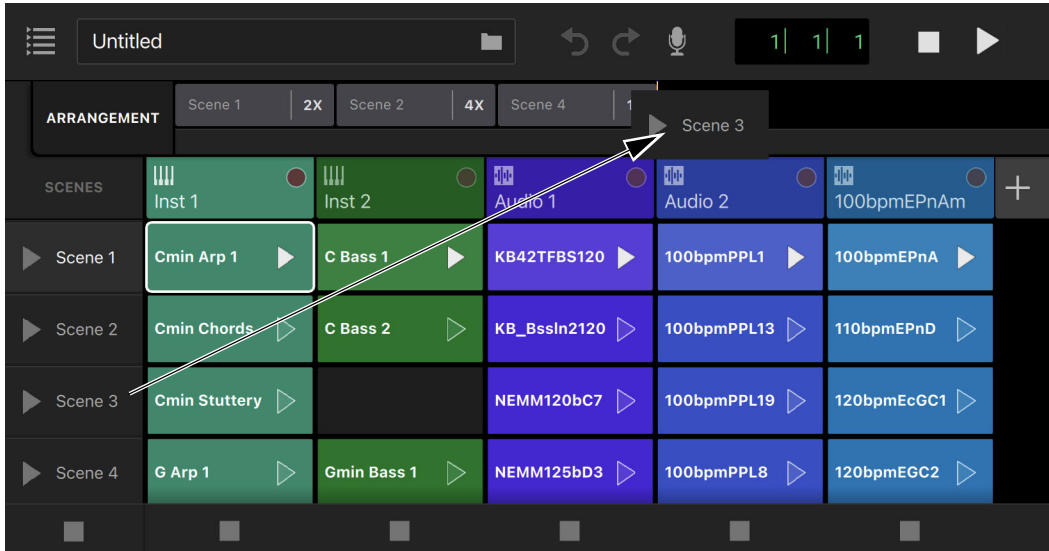 Untitled
1| 1| 1
ARRANGEMENT
Scene 1 2X Scene 2 4X Scene 4 1
Scene 3
SCENES
Inst 1 Inst 2 Audio 1 Audio 2 100bpmEPnAm
Scene 1 Cmin Arp 1 C Bass 1 KB42TFBS120 100bpmPPL1 100bpmEPnA
Scene 2 Cmin Chords C Bass 2 KB_Bssln2120 100bpmPPL13 110bpmEPnD
Scene 3 Cmin Stuttery NEMM120bC7 100bpmPPL19 120bpmEcGC1
Scene 4 G Arp 1 Gmin Bass 1 NEMM125bD3 100bpmPPL8 120bpmEGC2